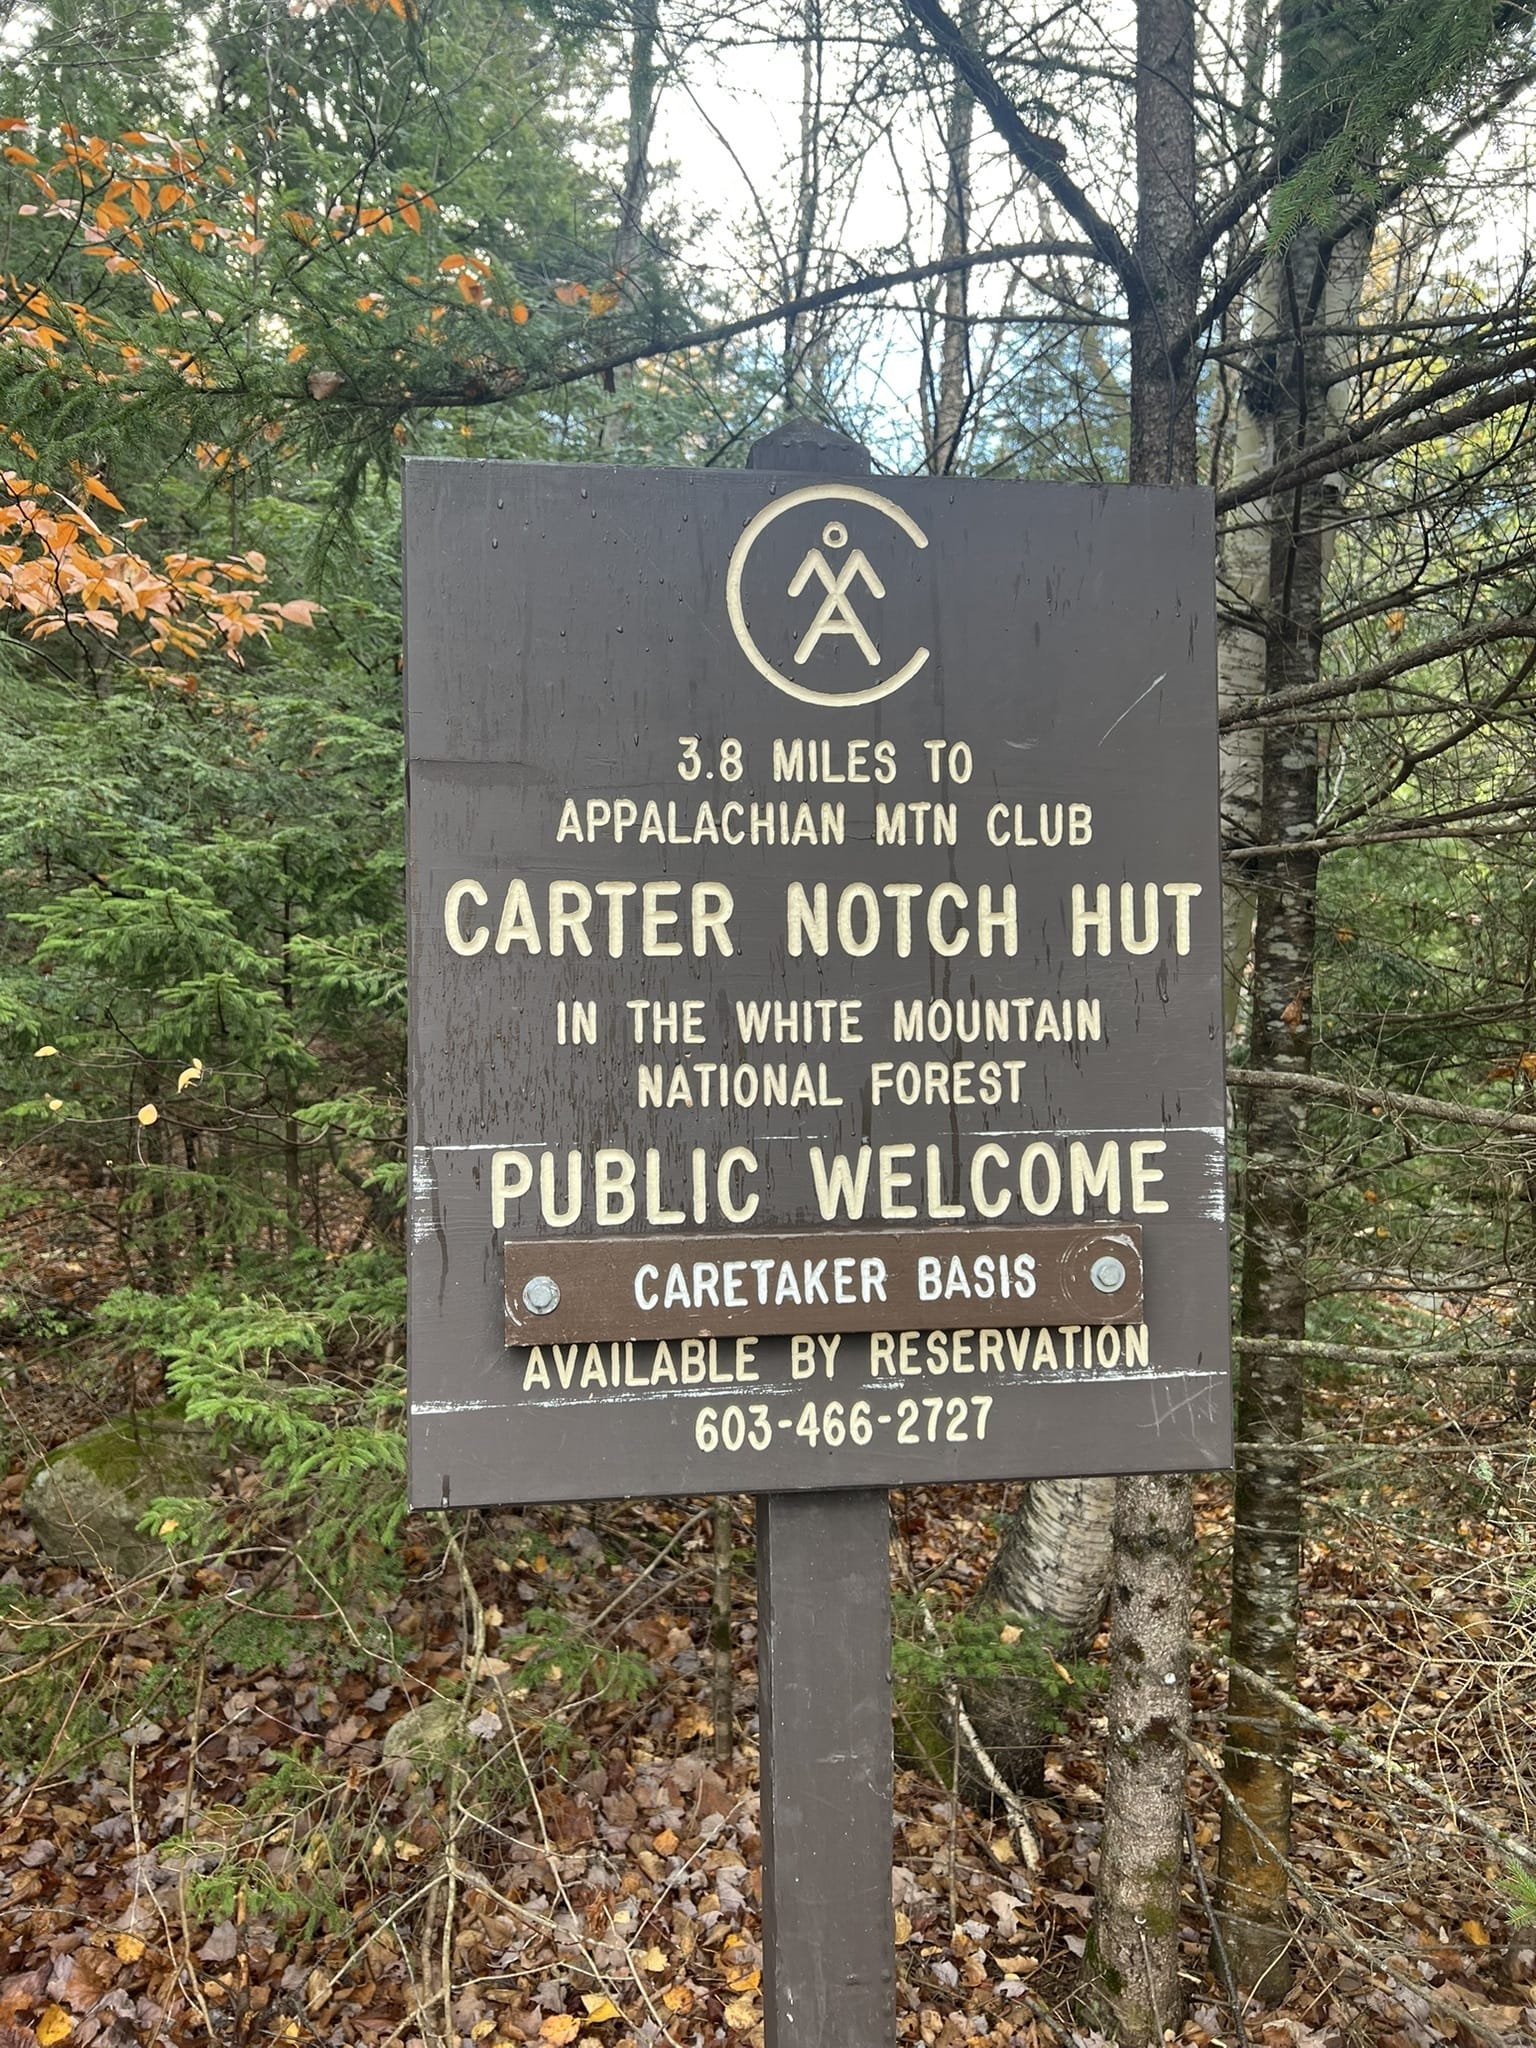 AMC
3.8 MILES TO
APPALACHIAN MTN CLUB
CARTER NOTCH HUT
IN THE WHITE MOUNTAIN
NATIONAL FOREST
PUBLIC WELCOME
CARETAKER BASIS
AVAILABLE BY RESERVATION
603-466-2727